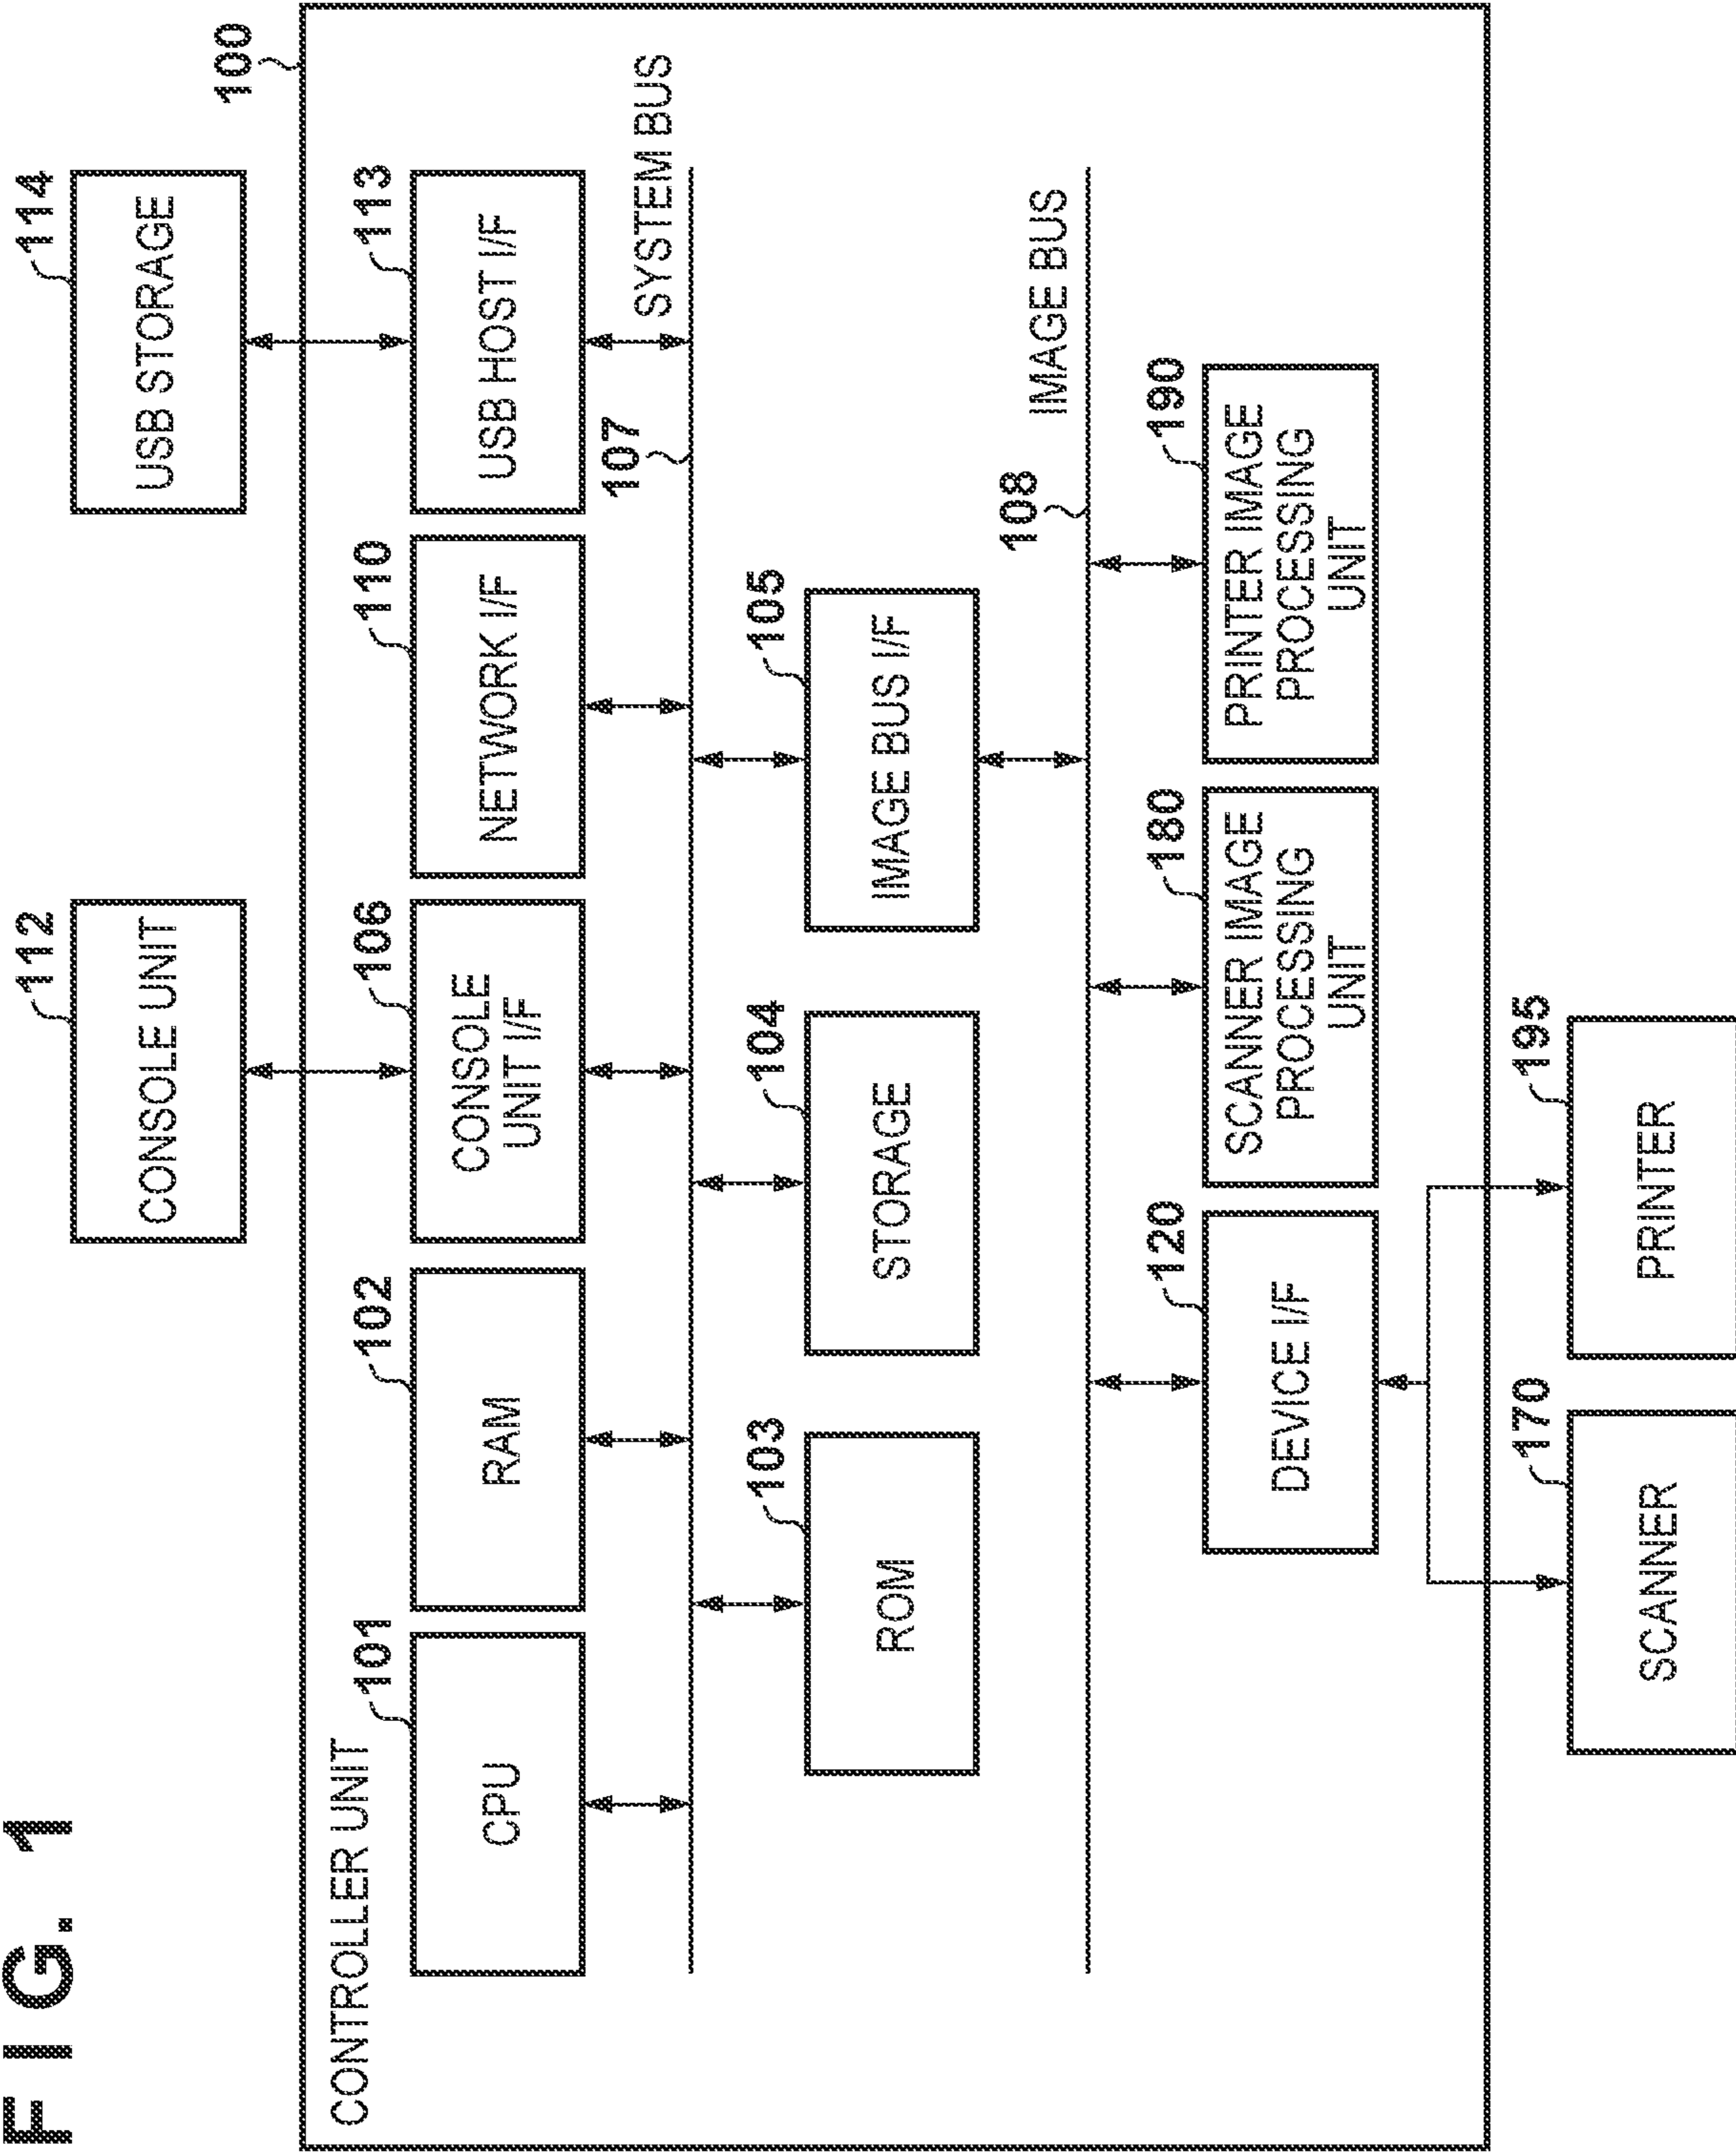 FIG. 1
112
CONSOLE UNIT
114
USB STORAGE
100
CONTROLLER UNIT
101
CPU
102
RAM
106
CONSOLE
UNIT I/F
110
NETWORK I/F
113
USB HOST I/F
107
SYSTEM BUS
103
ROM
104
STORAGE
105
IMAGE BUS I/F
108
IMAGE BUS
120
DEVICE I/F
180
SCANNER IMAGE
PROCESSING
UNIT
190
PRINTER IMAGE
PROCESSING
UNIT
170
SCANNER
195
PRINTER